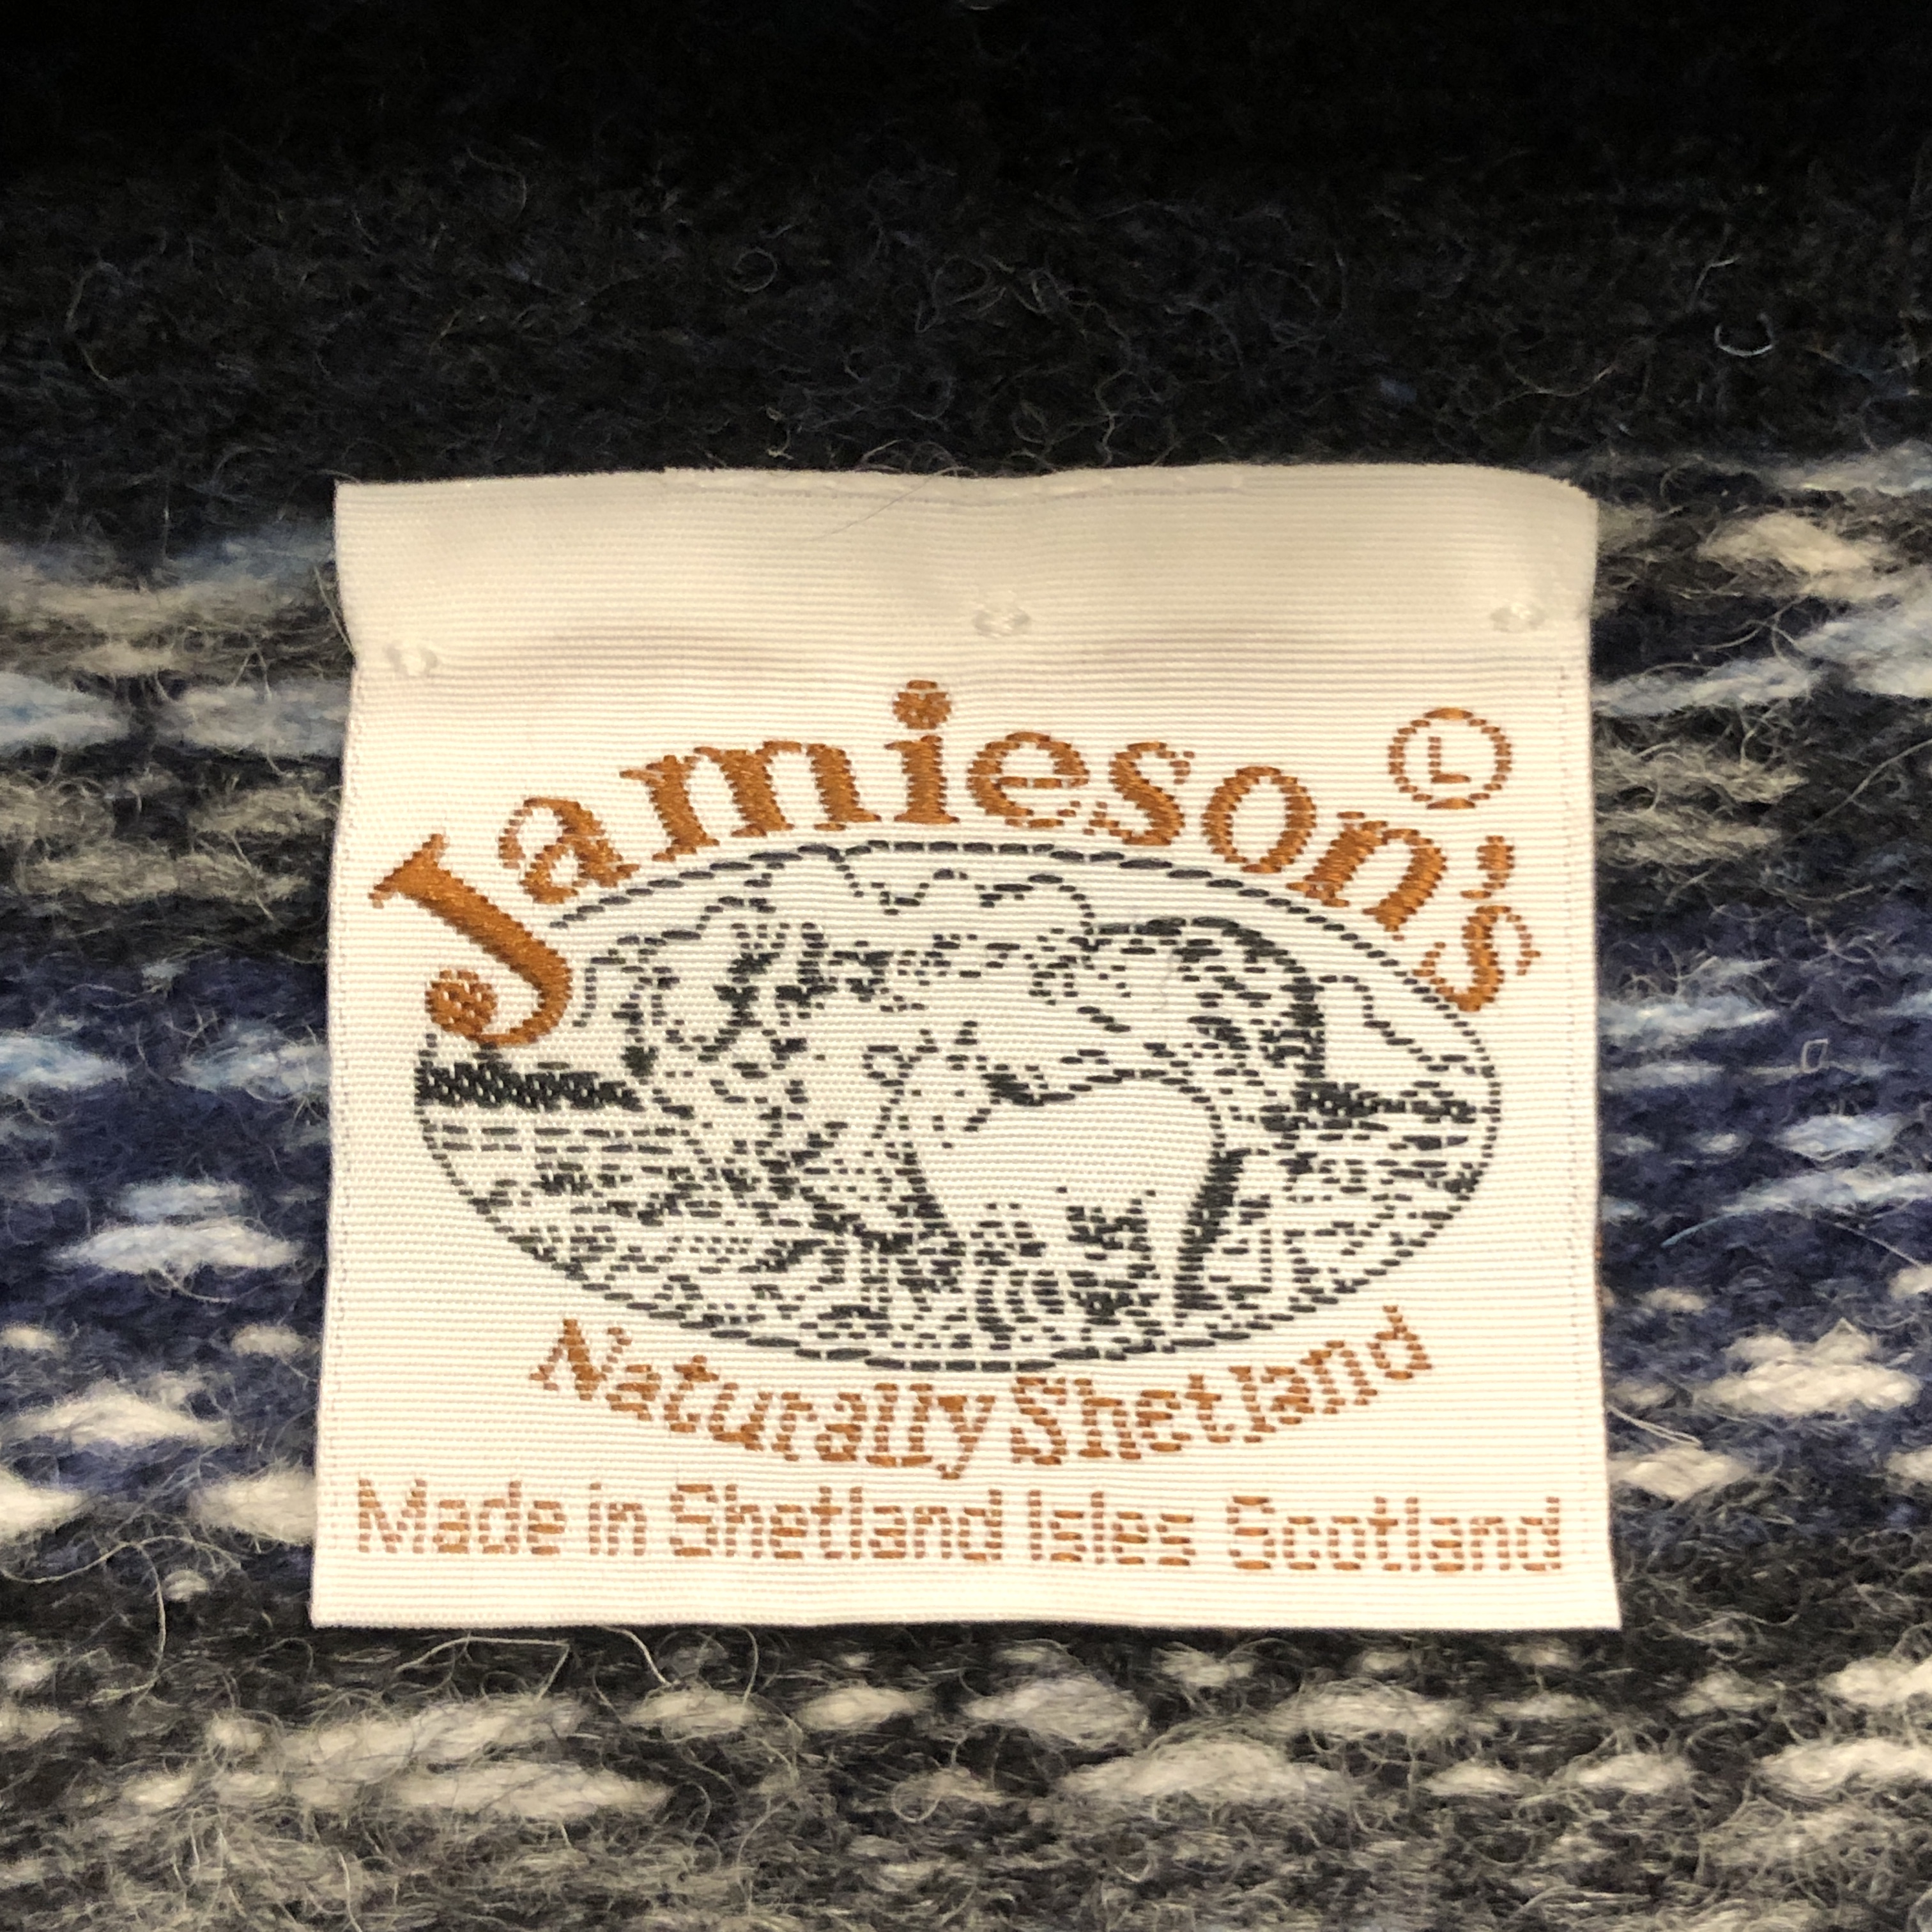 Jamieson's
Ⓛ
Naturally Shetland
Made in Shetland Isles Scotland